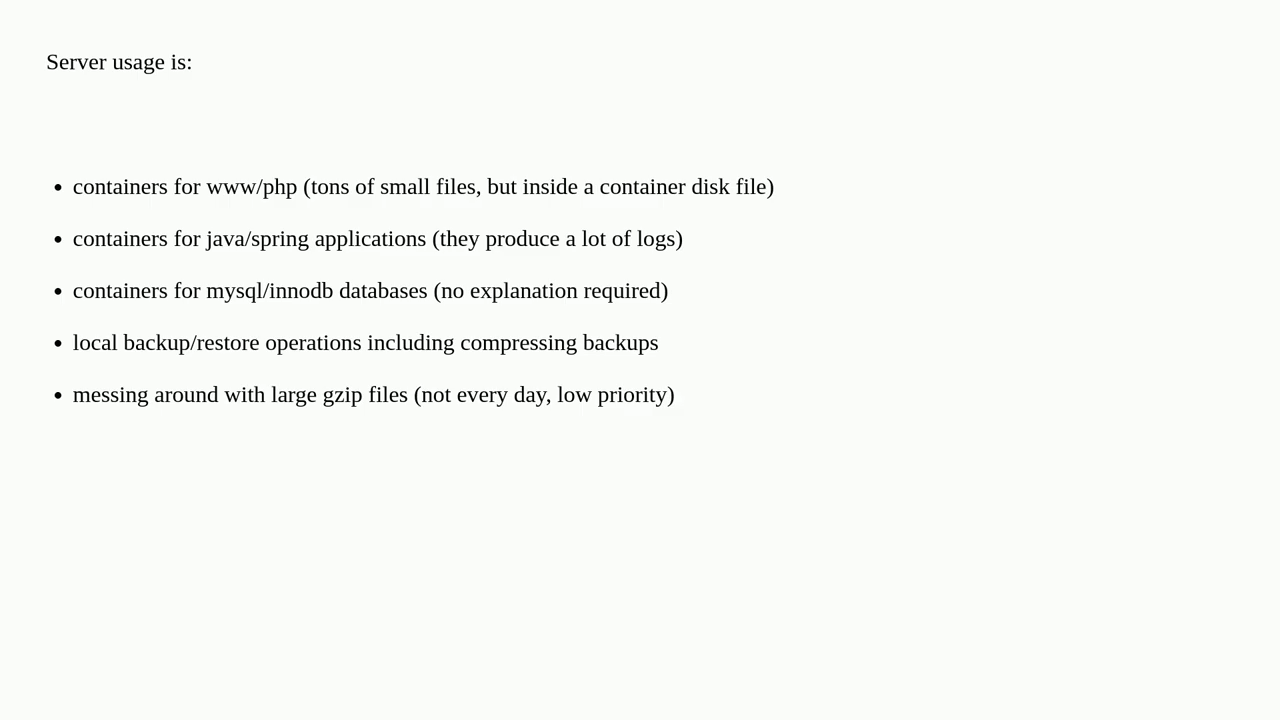 Server usage is:
• containers for www/php (tons of small files, but inside a container disk file)
• containers for java/spring applications (they produce a lot of logs)
• containers for mysql/innodb databases (no explanation required)
• local backup/restore operations including compressing backups
• messing around with large gzip files (not every day, low priority)